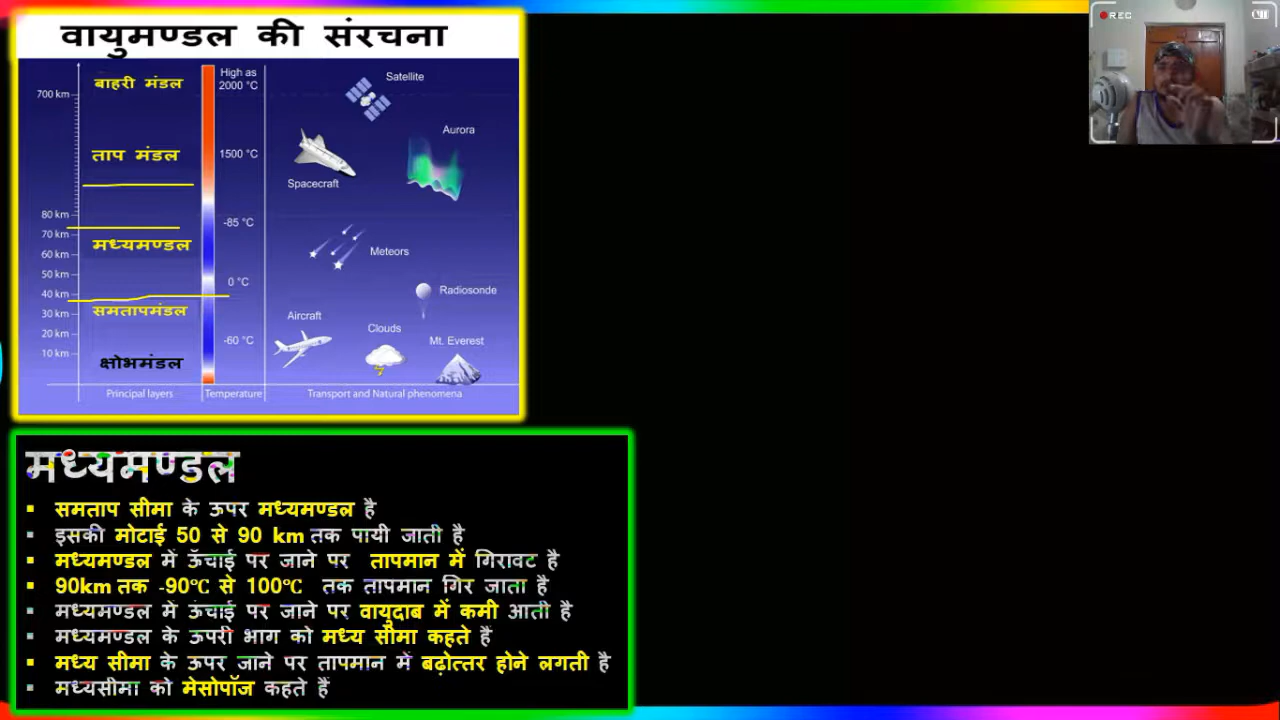 वायुमण्डल की संरचना
REC
बाहरी मंडल
High as
2000 °C
Satellite
700 km
Aurora
ताप मंडल
1500 °C
Spacecraft
80 km
-85 °C
70 km
मध्यमण्डल
60 km
Meteors
50 km
0 °C
40 km
Radiosonde
30 km
समतापमंडल
Aircraft
Clouds
20 km
-60 °C
Mt. Everest
10 km
क्षोभमंडल
Principal layers
Temperature
Transport and Natural phenomena
मध्यमण्डल
▪ समताप सीमा के ऊपर मध्यमण्डल है
▪ इसकी मोटाई 50 से 90 km तक पायी जाती है
▪ मध्यमण्डल में ऊँचाई पर जाने पर तापमान में गिरावट है
▪ 90km तक -90℃ से 100℃ तक तापमान गिर जाता है
▪ मध्यमण्डल में ऊंचाई पर जाने पर वायुदाब में कमी आती है
▪ मध्यमण्डल के ऊपरी भाग को मध्य सीमा कहते हैं
▪ मध्य सीमा के ऊपर जाने पर तापमान में बढ़ोत्तर होने लगती है
▪ मध्यसीमा को मेसोपॉज कहते हैं